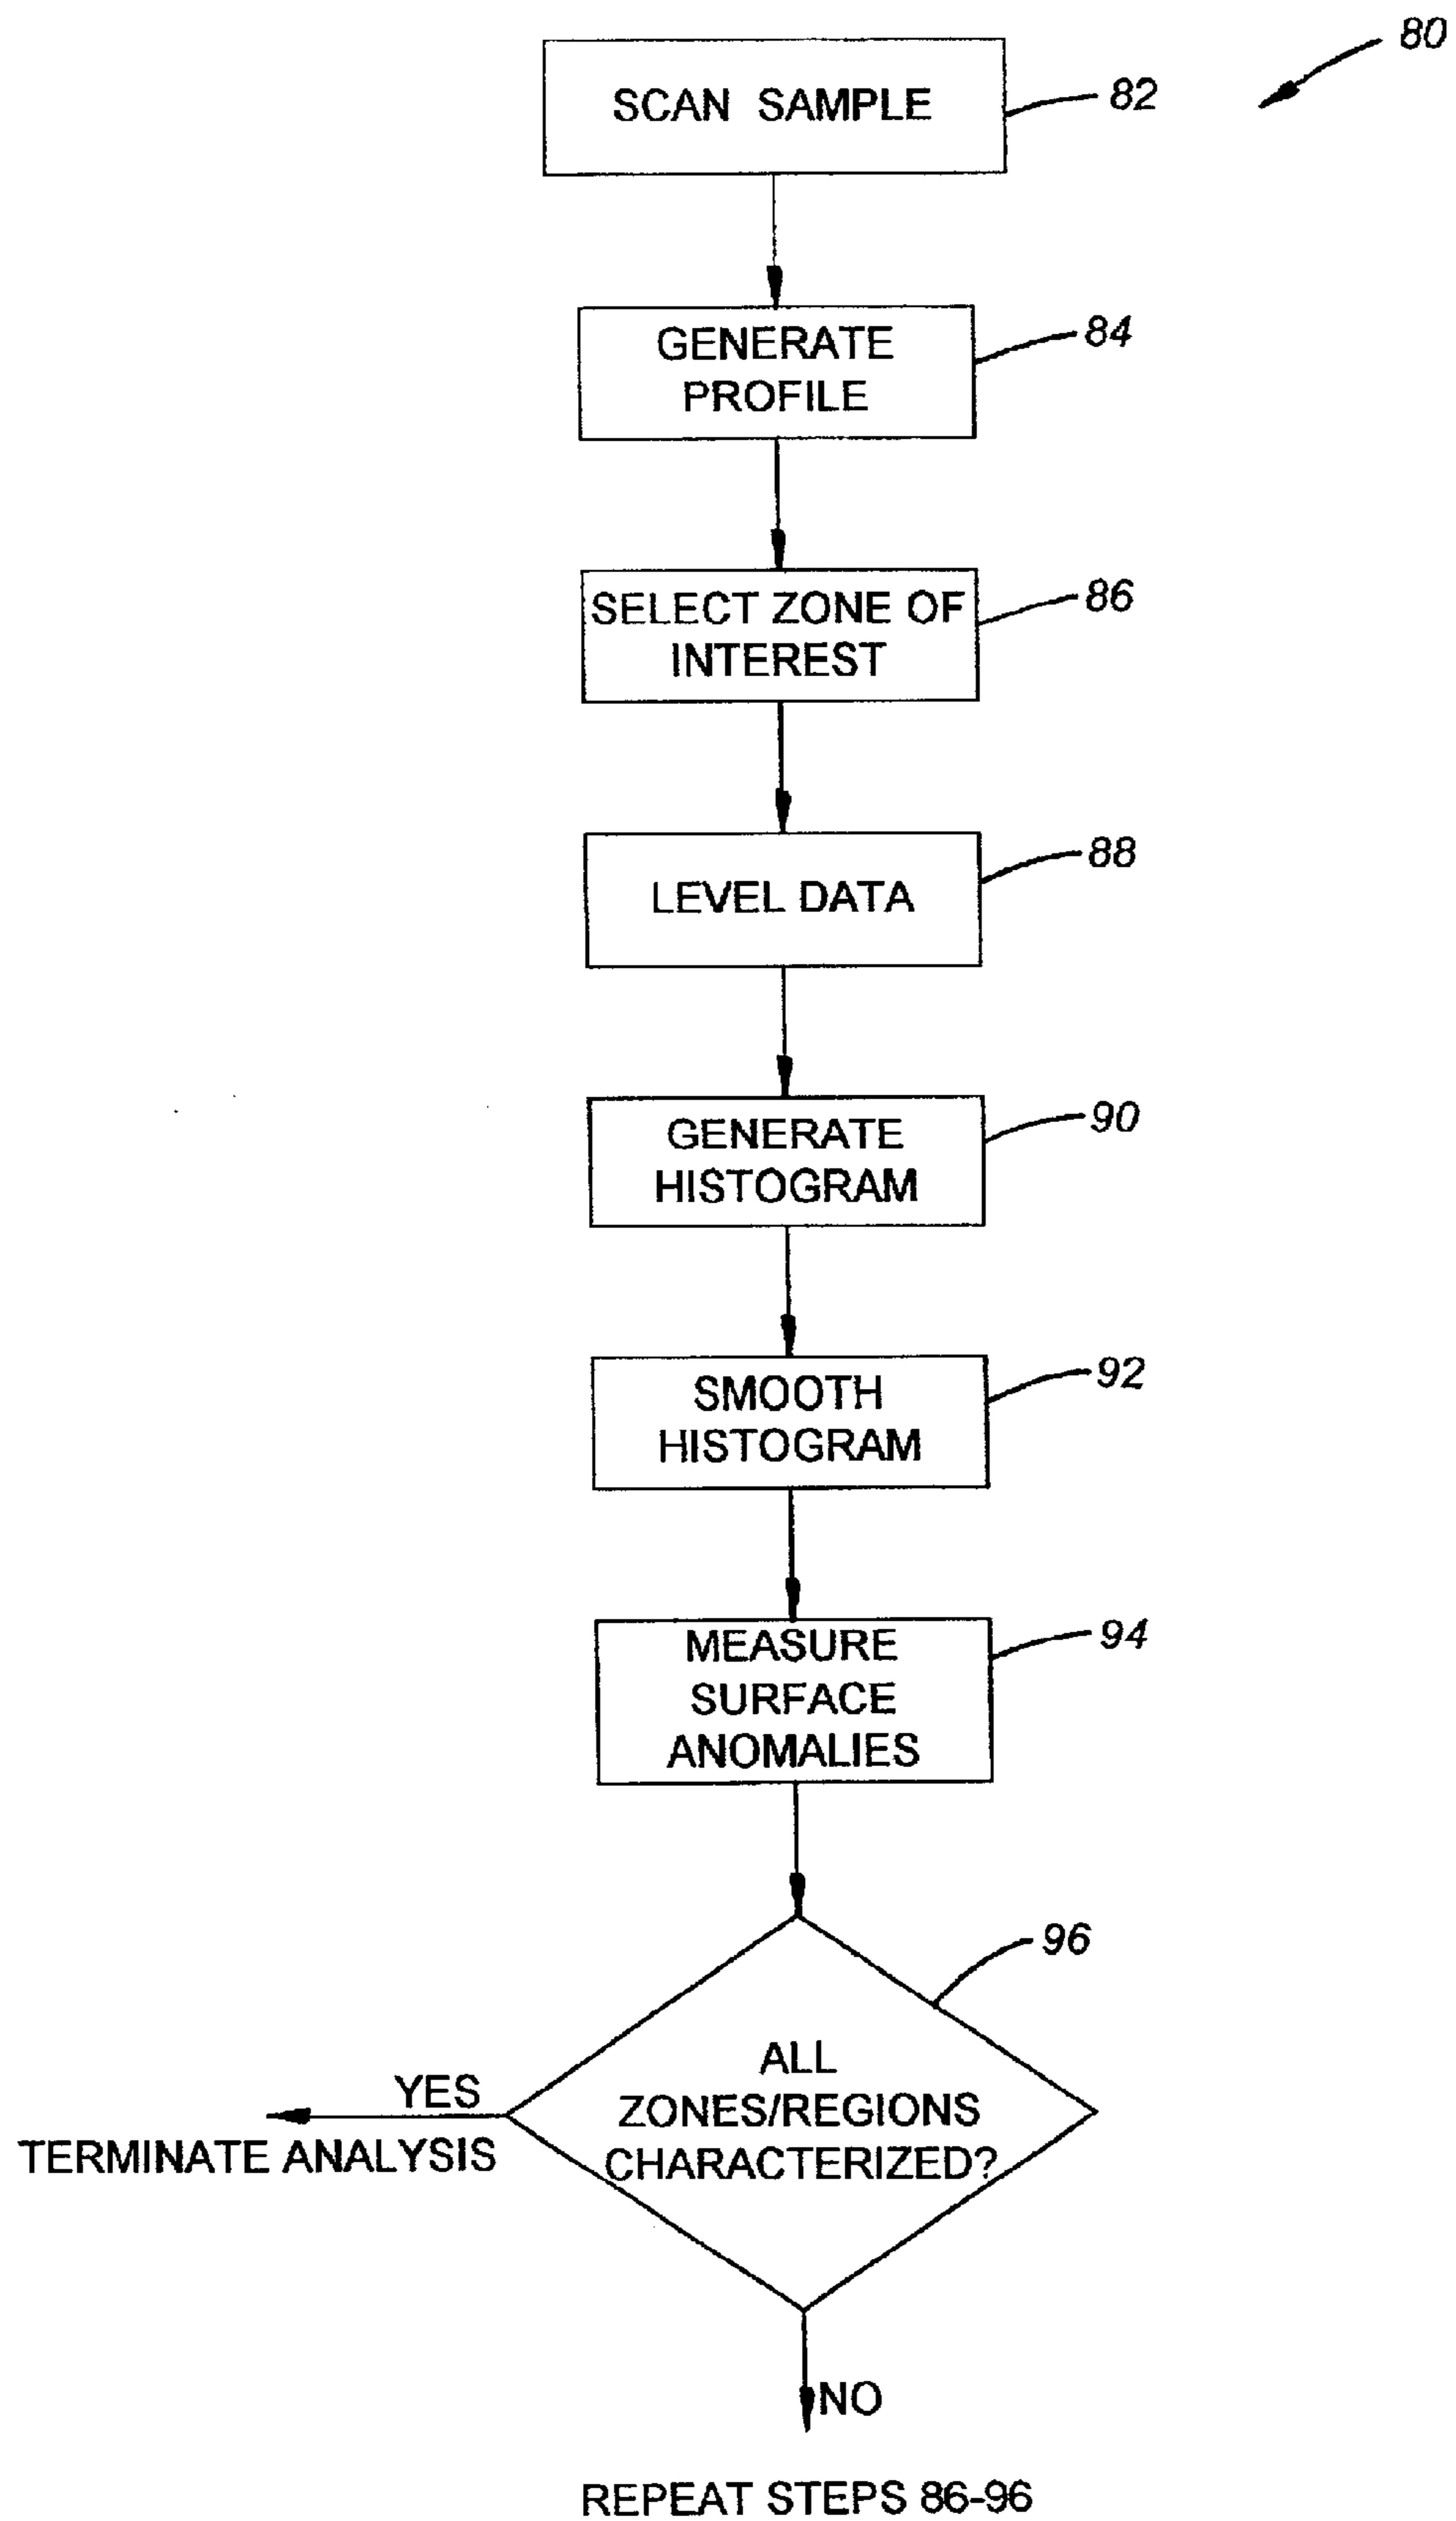 80
SCAN SAMPLE
82
GENERATE
PROFILE
84
SELECT ZONE OF
INTEREST
86
LEVEL DATA
88
GENERATE
HISTOGRAM
90
SMOOTH
HISTOGRAM
92
MEASURE
SURFACE
ANOMALIES
94
96
ALL
ZONES/REGIONS
CHARACTERIZED?
YES
TERMINATE ANALYSIS
NO
REPEAT STEPS 86-96